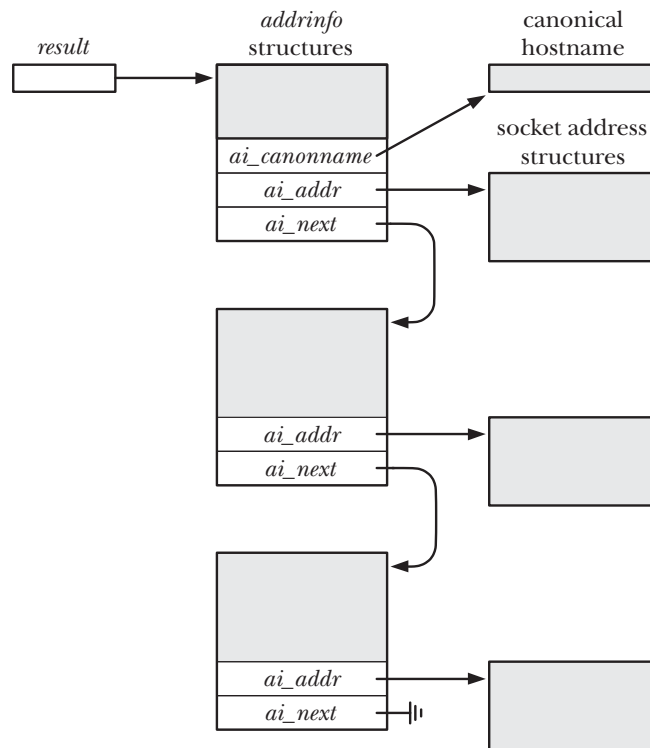 addrinfo
structures
result
canonical
hostname
ai_canonname
socket address
structures
ai_addr
ai_next
ai_addr
ai_next
ai_addr
ai_next